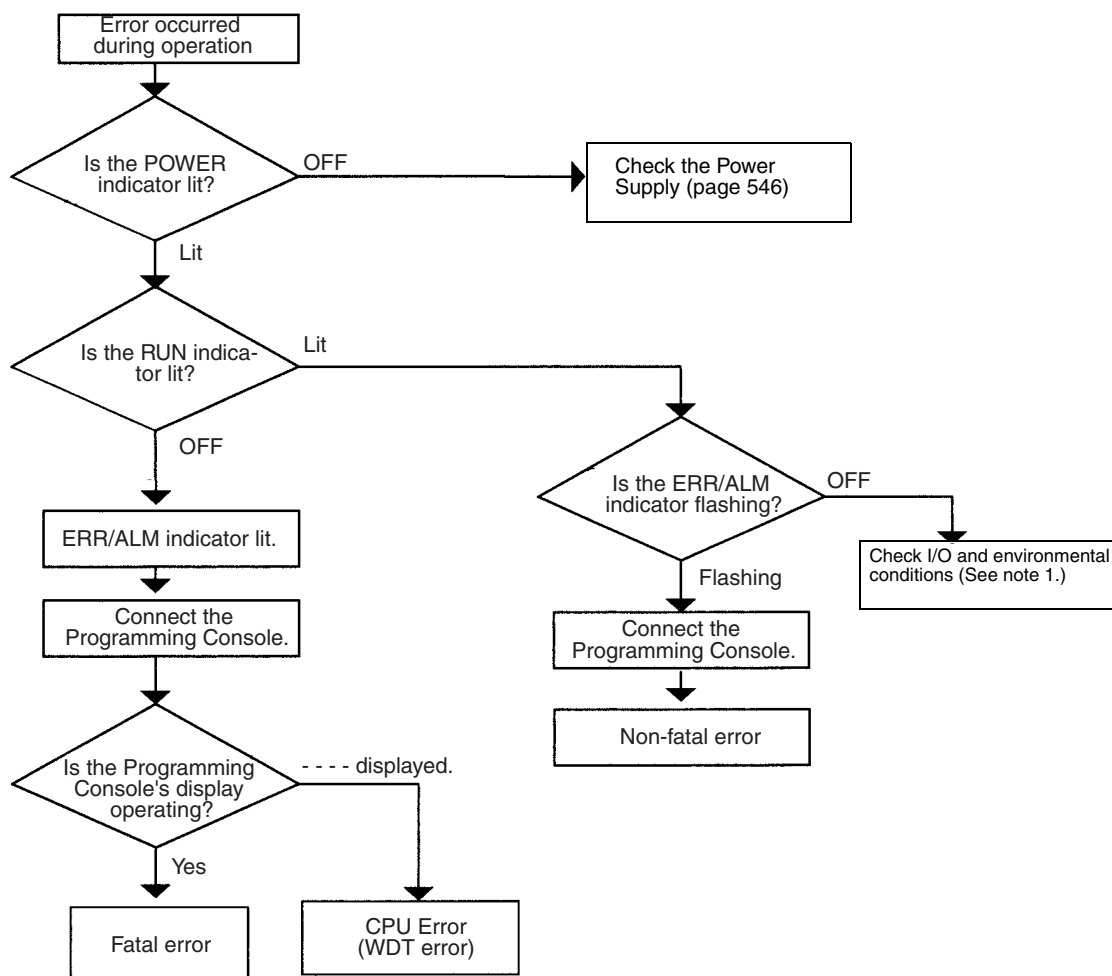 Error occurred
during operation
Is the POWER
indicator lit?
OFF
Check the Power
Supply (page 546)
Lit
Is the RUN indica-
tor lit?
Lit
OFF
Is the ERR/ALM
indicator flashing?
OFF
ERR/ALM indicator lit.
Check I/O and environmental
conditions (See note 1.)
Flashing
Connect the
Programming Console.
Connect the
Programming Console.
Non-fatal error
Is the Programming
Console's display
operating?
- - - - displayed.
Yes
Fatal error
CPU Error
(WDT error)